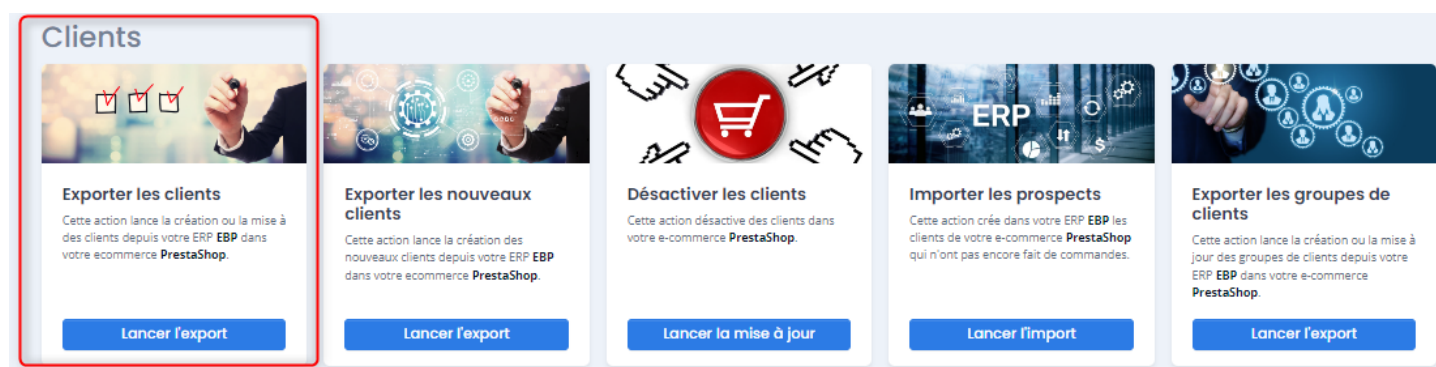 Clients
ERP
Exporter les clients
Cette action lance la création ou la mise à
des clients depuis votre ERP EBP dans
votre ecommerce PrestaShop.
Lancer l'export
Exporter les nouveaux
clients
Cette action lance la création des
nouveaux clients depuis votre ERP EBP
dans votre ecommerce PrestaShop.
Lancer l'export
Désactiver les clients
Cette action désactive des clients dans
votre e-commerce PrestaShop.
Lancer la mise à jour
Importer les prospects
Cette action crée dans votre ERP EBP les
clients de votre e-commerce PrestaShop
qui n'ont pas encore fait de commandes.
Lancer l'import
Exporter les groupes de
clients
Cette action lance la création ou la mise à
jour des groupes de clients depuis votre
ERP EBP dans votre e-commerce
PrestaShop.
Lancer l'export